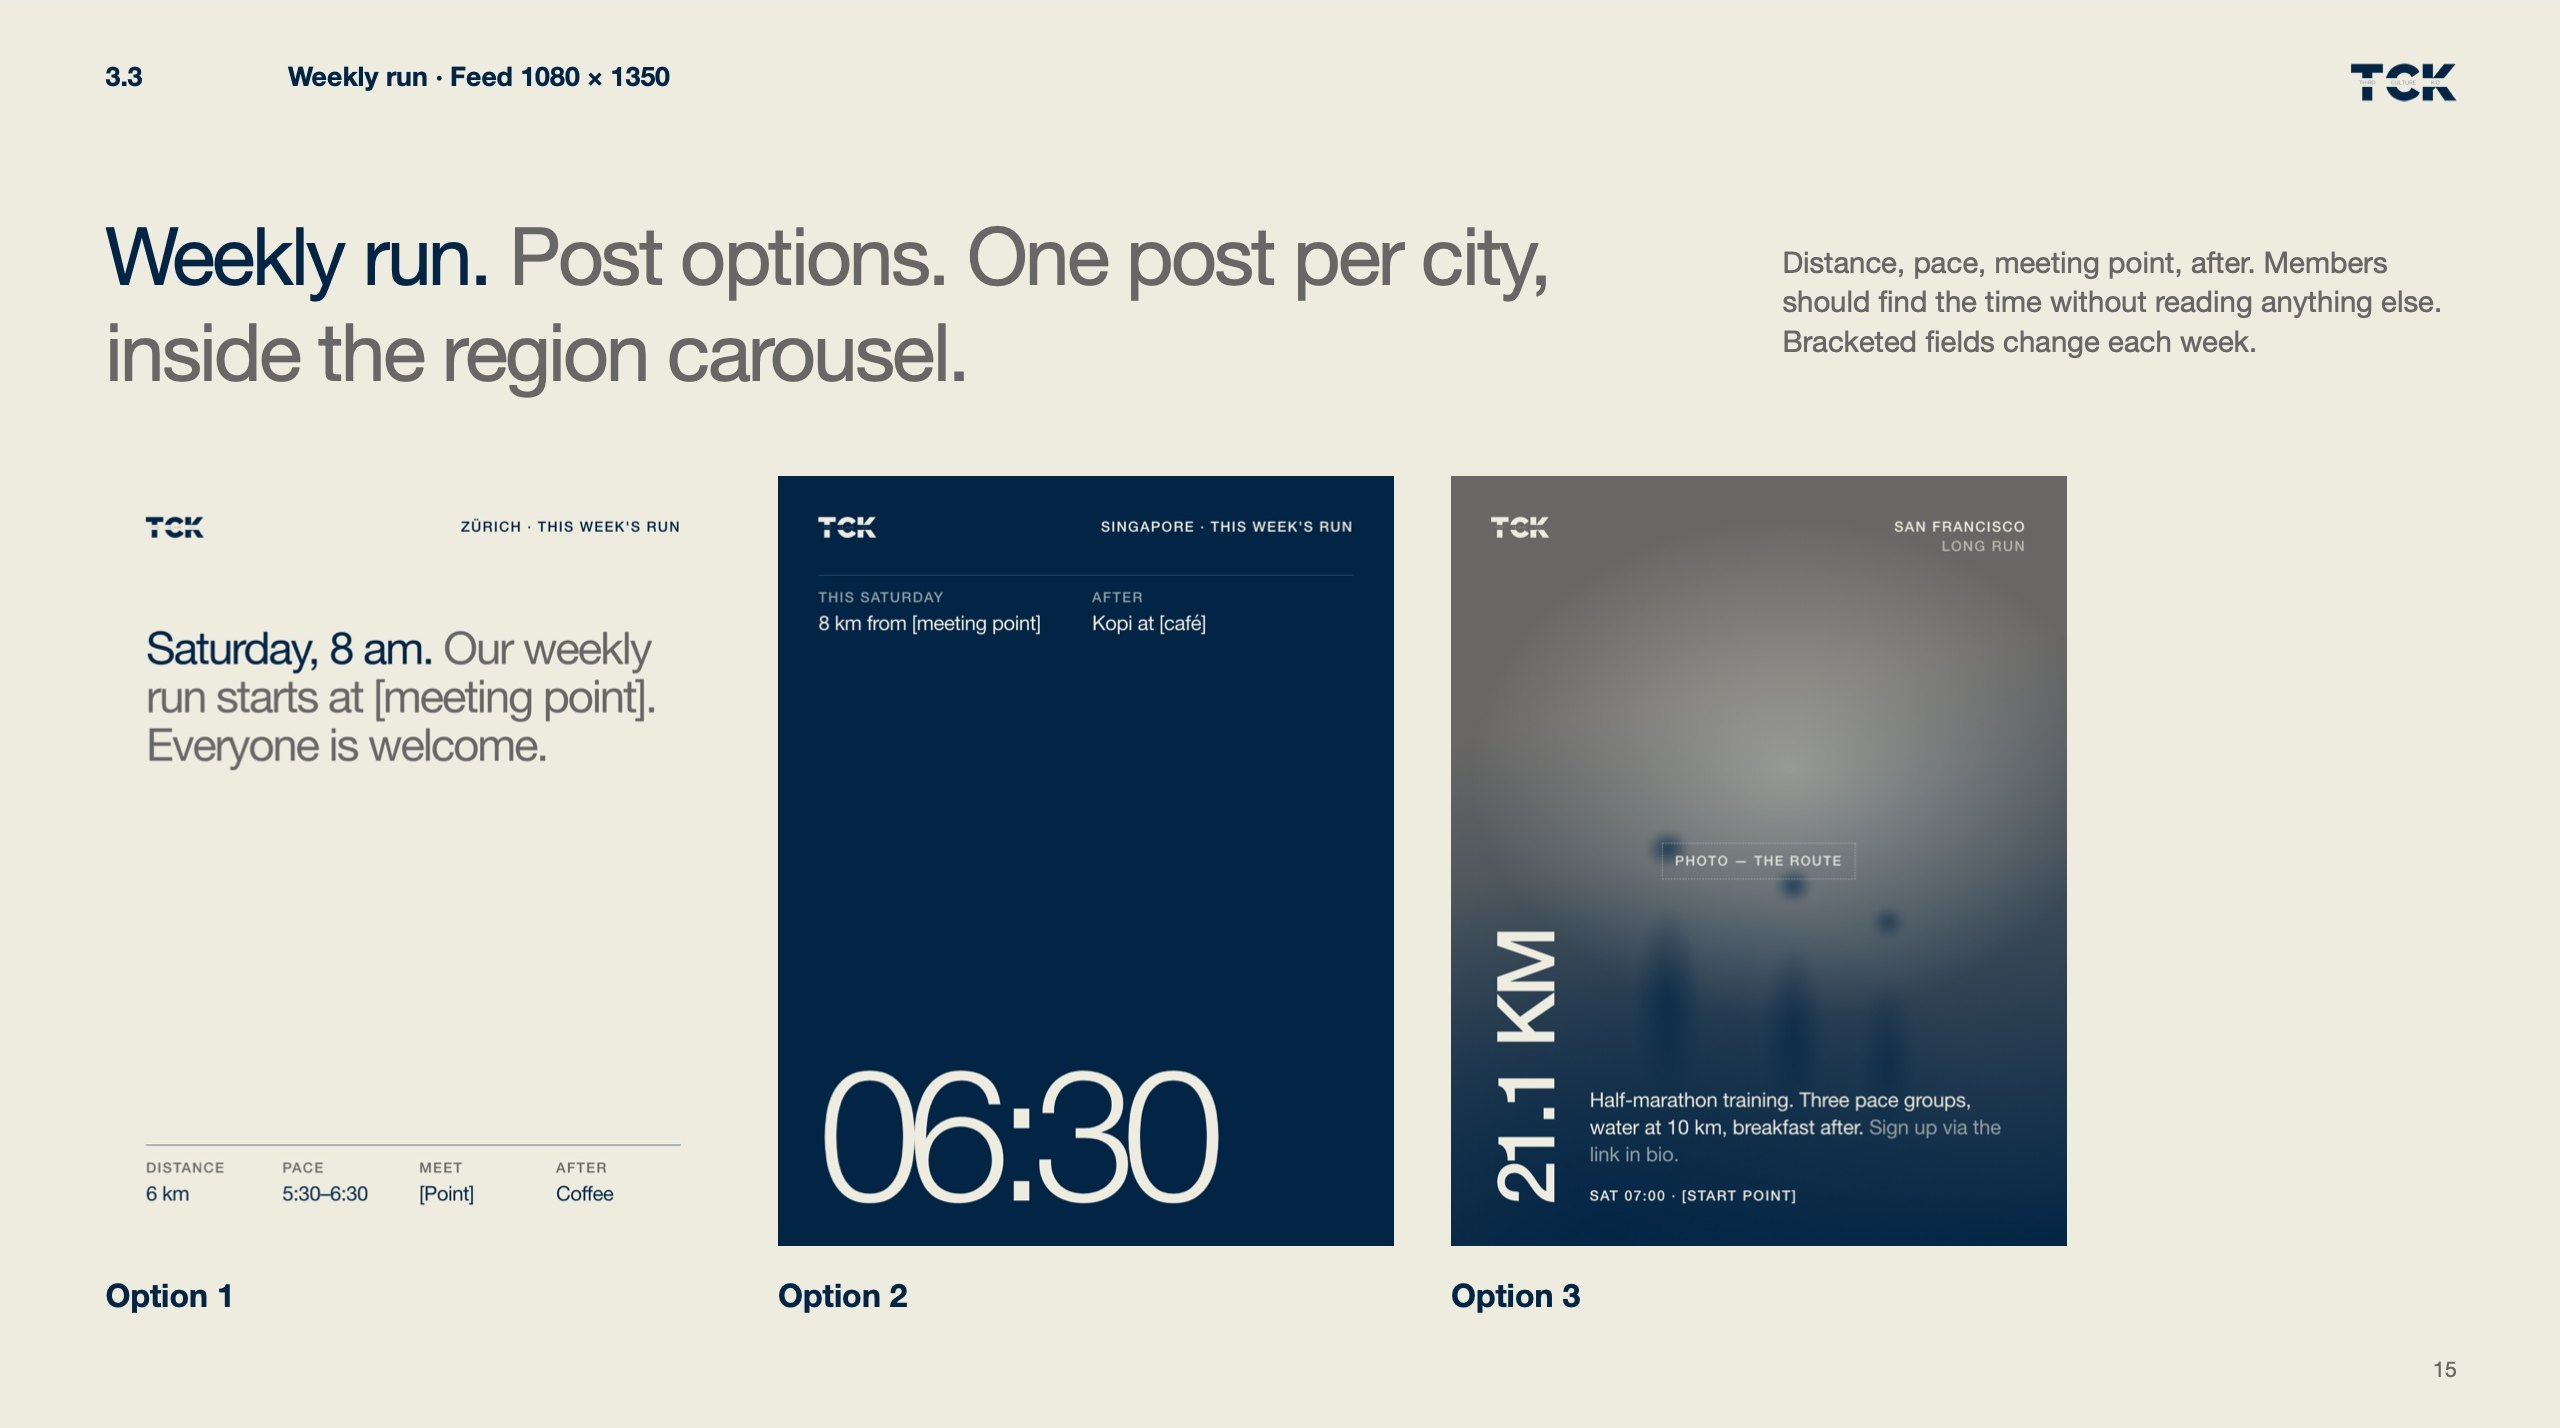 3.3
Weekly run · Feed 1080 × 1350
TCK
Weekly run. Post options. One post per city,
inside the region carousel.
Distance, pace, meeting point, after. Members
should find the time without reading anything else.
Bracketed fields change each week.
TCK
ZÜRICH · THIS WEEK'S RUN
Saturday, 8 am. Our weekly
run starts at [meeting point].
Everyone is welcome.
DISTANCE
6 km
PACE
5:30–6:30
MEET
[Point]
AFTER
Coffee
Option 1
TCK
SINGAPORE · THIS WEEK'S RUN
THIS SATURDAY
8 km from [meeting point]
AFTER
Kopi at [café]
06:30
Option 2
TCK
SAN FRANCISCO
LONG RUN
PHOTO — THE ROUTE
21.1 KM
Half-marathon training. Three pace groups,
water at 10 km, breakfast after. Sign up via the
link in bio.
SAT 07:00 · [START POINT]
Option 3
15